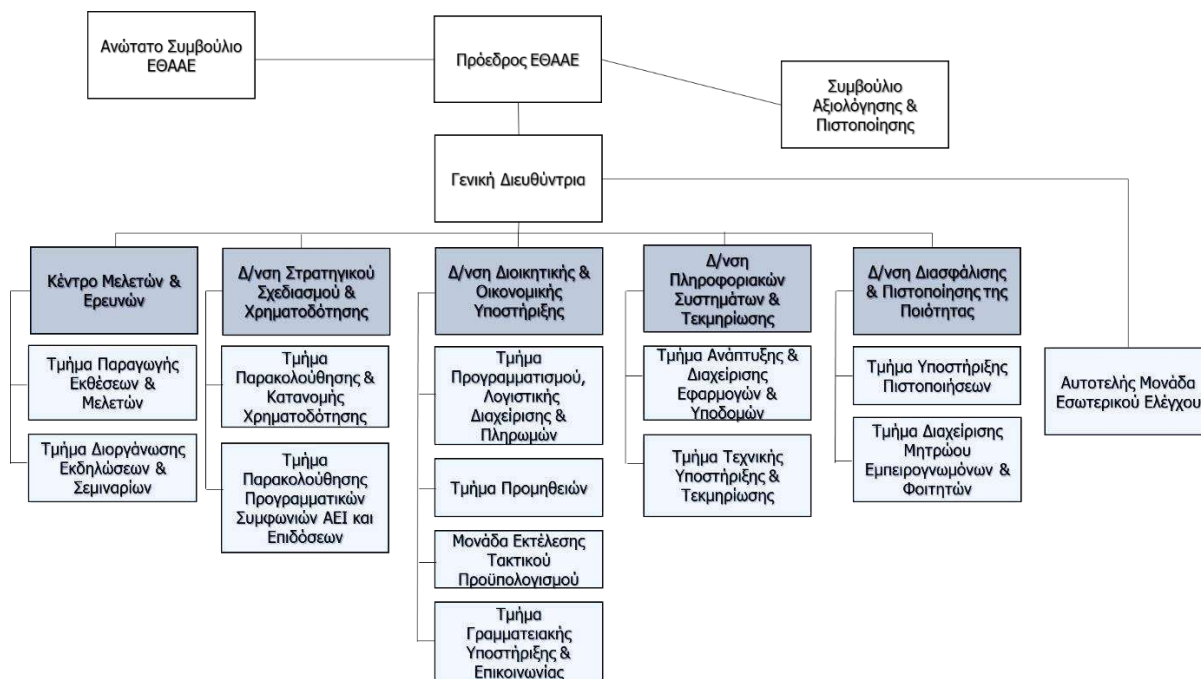 Ανώτατο Συμβούλιο
ΕΘΑΑΕ
Πρόεδρος ΕΘΑΑΕ
Συμβούλιο
Αξιολόγησης &
Πιστοποίησης
Γενική Διευθύντρια
Κέντρο Μελετών &
Ερευνών
Τμήμα Παραγωγής
Εκθέσεων &
Μελετών
Τμήμα Διοργάνωσης
Εκδηλώσεων &
Σεμιναρίων
Δ/νση Στρατηγικού
Σχεδιασμού &
Χρηματοδότησης
Τμήμα
Παρακολούθησης &
Κατανομής
Χρηματοδότησης
Τμήμα
Παρακολούθησης
Προγραμματικών
Συμφωνιών ΑΕΙ και
Επιδόσεων
Δ/νση Διοικητικής &
Οικονομικής
Υποστήριξης
Τμήμα
Προγραμματισμού,
Λογιστικής
Διαχείρισης &
Πληρωμών
Τμήμα Προμηθειών
Μονάδα Εκτέλεσης
Τακτικού
Προϋπολογισμού
Τμήμα
Γραμματειακής
Υποστήριξης &
Επικοινωνίας
Δ/νση
Πληροφοριακών
Συστημάτων &
Τεκμηρίωσης
Τμήμα Ανάπτυξης &
Διαχείρισης
Εφαρμογών &
Υποδομών
Τμήμα Τεχνικής
Υποστήριξης &
Τεκμηρίωσης
Δ/νση Διασφάλισης
& Πιστοποίησης της
Ποιότητας
Τμήμα Υποστήριξης
Πιστοποιήσεων
Τμήμα Διαχείρισης
Μητρώου
Εμπειρογνωμόνων &
Φοιτητών
Αυτοτελής Μονάδα
Εσωτερικού Ελέγχου